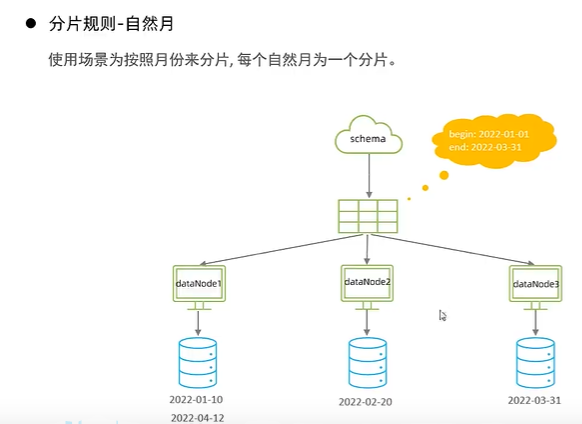 分片规则-自然月
使用场景为按照月份来分片, 每个自然月为一个分片。
schema
begin: 2022-01-01
end: 2022-03-31
dataNode1
dataNode2
dataNode3
2022-01-10
2022-02-20
2022-03-31
2022-04-12